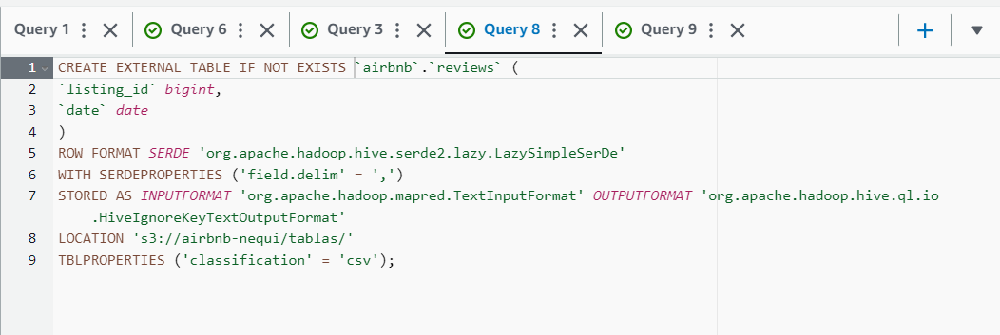 Query 1 Query 6 Query 3 Query 8 Query 9
1 CREATE EXTERNAL TABLE IF NOT EXISTS `airbnb`.`reviews` (
2 `listing_id` bigint,
3 `date` date
4 )
5 ROW FORMAT SERDE 'org.apache.hadoop.hive.serde2.lazy.LazySimpleSerDe'
6 WITH SERDEPROPERTIES ('field.delim' = ',')
7 STORED AS INPUTFORMAT 'org.apache.hadoop.mapred.TextInputFormat' OUTPUTFORMAT 'org.apache.hadoop.hive.ql.io
.HiveIgnoreKeyTextOutputFormat'
8 LOCATION 's3://airbnb-nequi/tablas/'
9 TBLPROPERTIES ('classification' = 'csv');